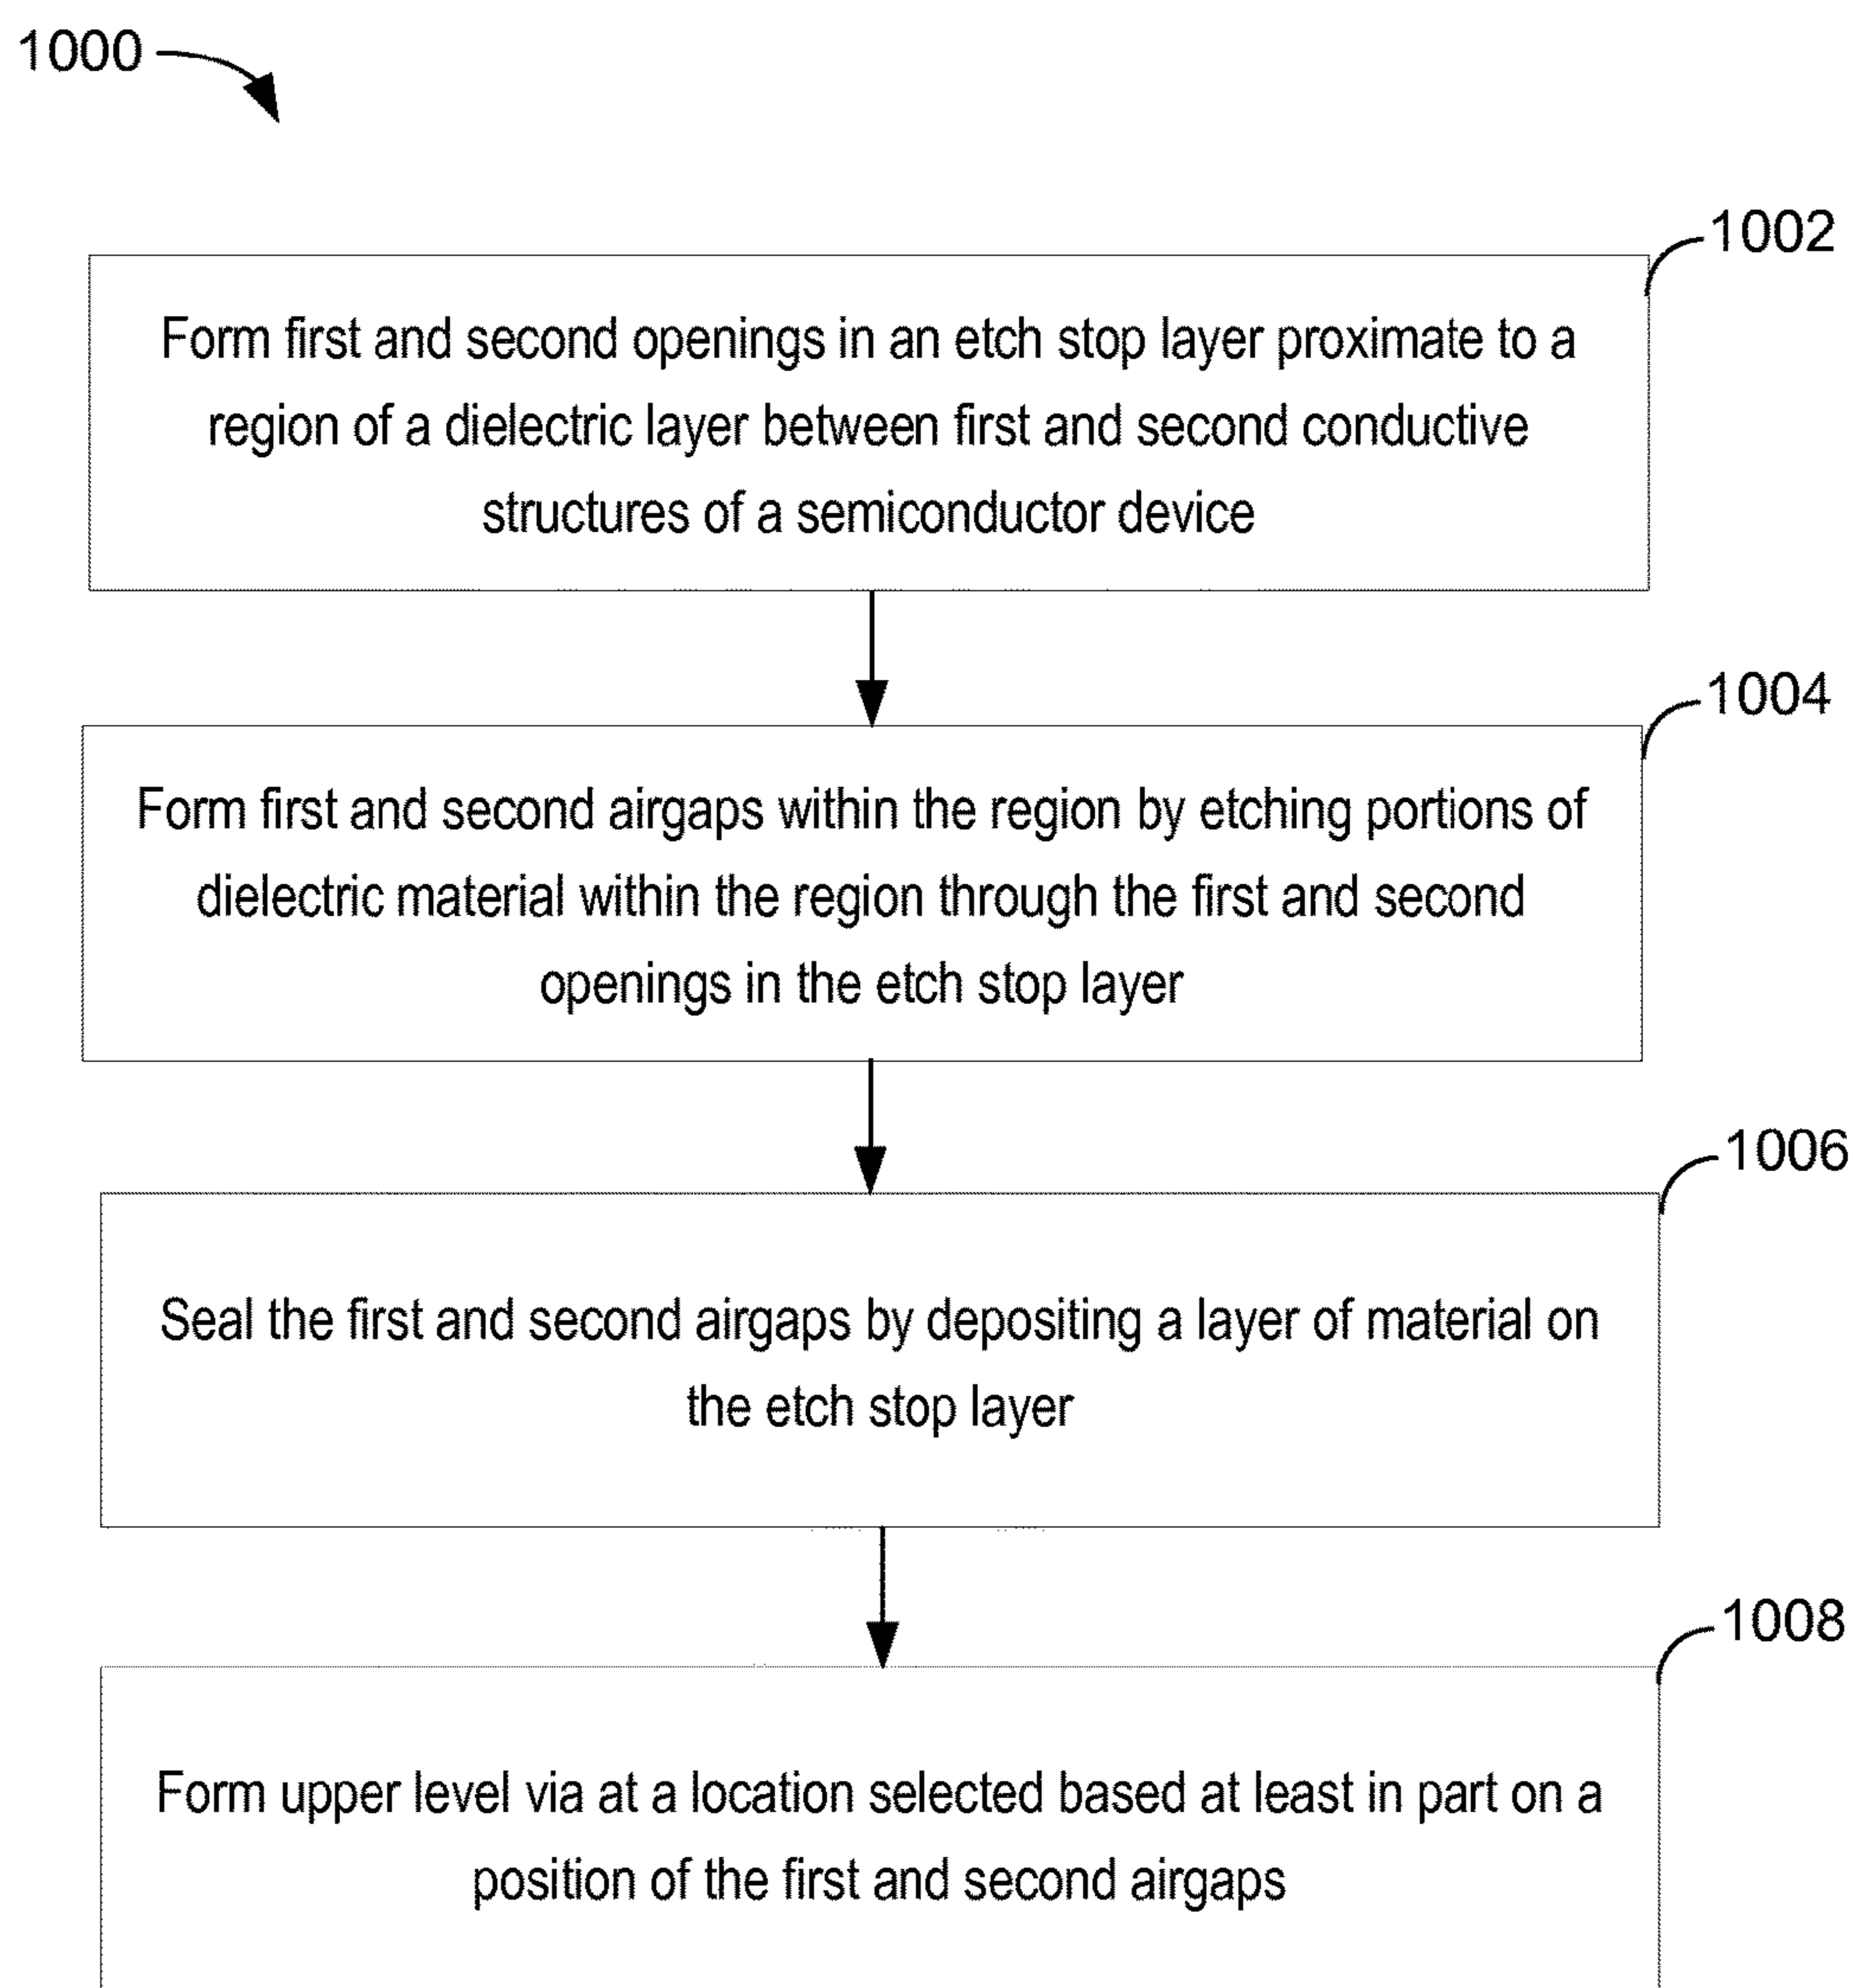 1000
1002
Form first and second openings in an etch stop layer proximate to a
region of a dielectric layer between first and second conductive
structures of a semiconductor device
1004
Form first and second airgaps within the region by etching portions of
dielectric material within the region through the first and second
openings in the etch stop layer
1006
Seal the first and second airgaps by depositing a layer of material on
the etch stop layer
1008
Form upper level via at a location selected based at least in part on a
position of the first and second airgaps